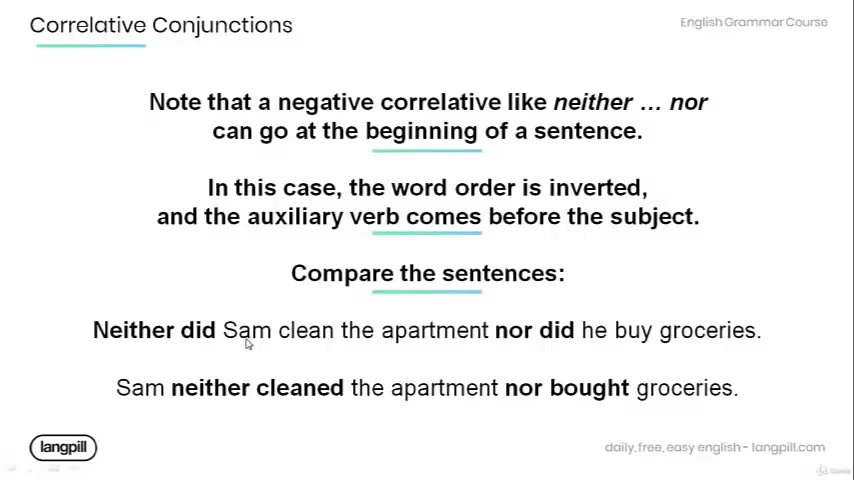 Correlative Conjunctions
English Grammar Course
Note that a negative correlative like neither ... nor
can go at the beginning of a sentence.
In this case, the word order is inverted,
and the auxiliary verb comes before the subject.
Compare the sentences:
Neither did Sam clean the apartment nor did he buy groceries.
Sam neither cleaned the apartment nor bought groceries.
langpill
daily, free, easy english - langpill.com